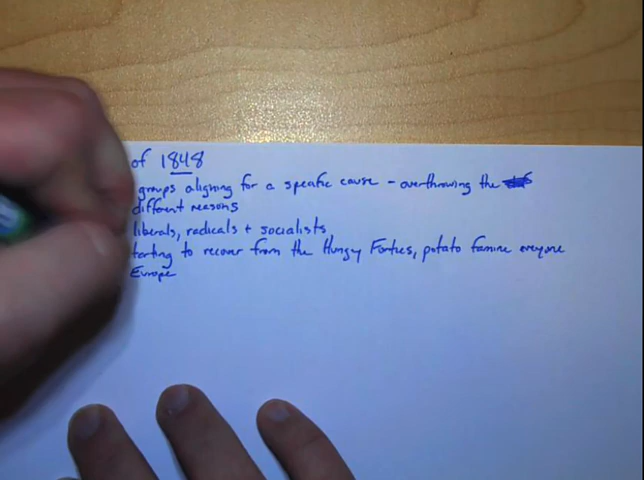 of 1848
groups aligning for a specific cause - overthrowing the
different reasons
liberals, radicals + socialists
tarting to recover from the Hungry Forties, potato famine everyone
Europe